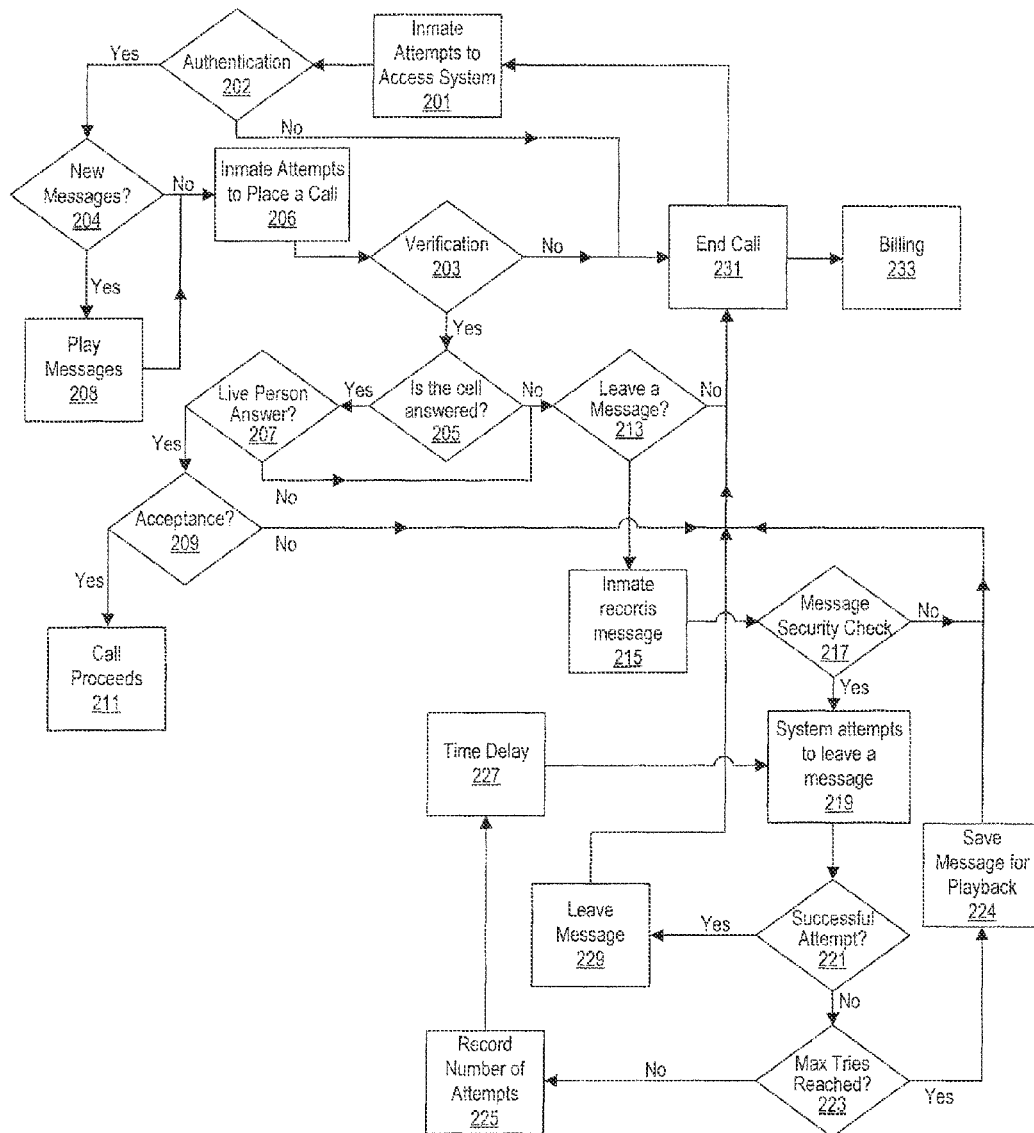 Inmate
Attempts to
Access System
201
Authentication
202
Yes
No
New
Messages?
204
No
Yes
Inmate Attempts
to Place a Call
206
Verification
203
No
Yes
End Call
231
Billing
233
Play
Messages
208
Live Person
Answer?
207
Yes
Is the cell
answered?
205
No
Leave a
Message?
213
No
Yes
No
Acceptance?
209
No
Yes
Call
Proceeds
211
Inmate
records
message
215
Message
Security Check
217
No
Yes
Time Delay
227
System attempts
to leave a
message
219
Save
Message for
Playback
224
Leave
Message
229
Yes
Successful
Attempt?
221
No
Record
Number of
Attempts
225
No
Max Tries
Reached?
223
Yes